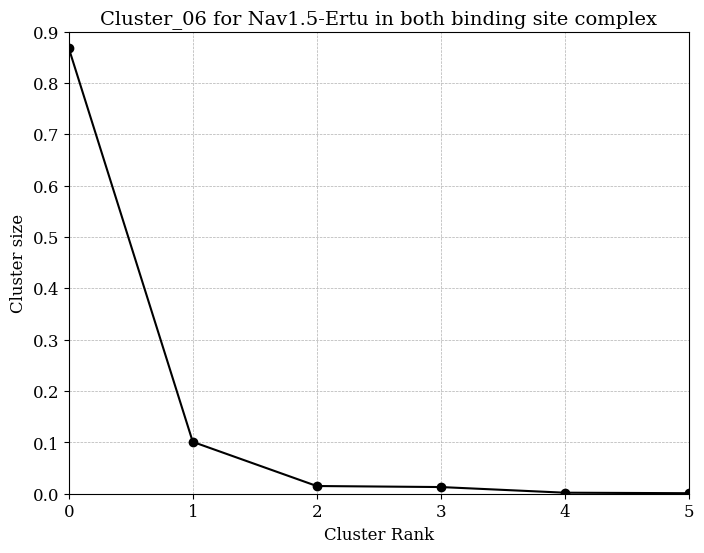 Cluster_06 for Nav1.5-Ertu in both binding site complex
0.9
0.8
0.7
0.6
0.5
0.4
0.3
0.2
0.1
0.0
Cluster size
0 1 2 3 4 5
Cluster Rank